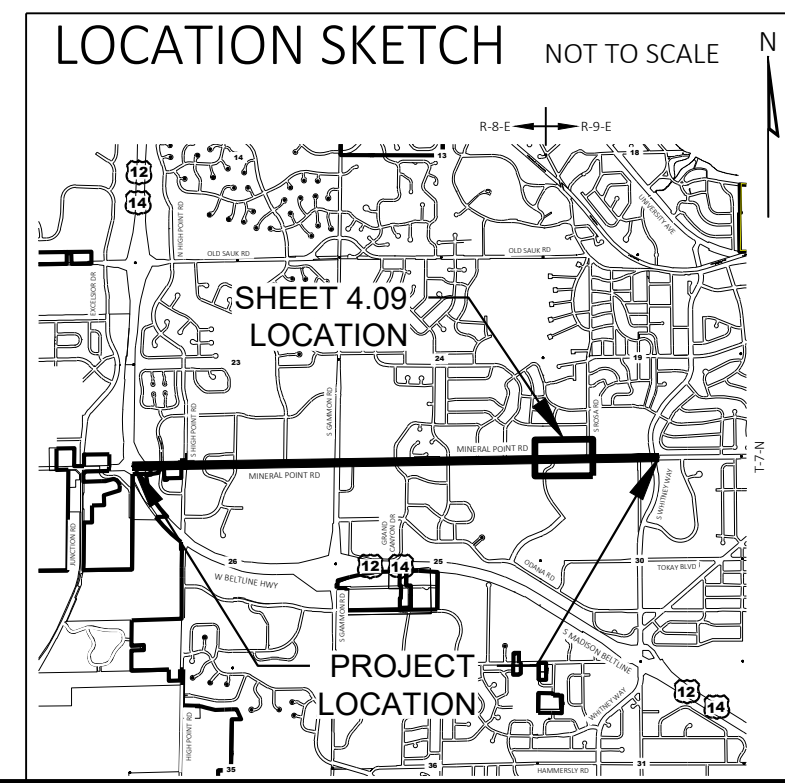 LOCATION SKETCH NOT TO SCALE
N
R-8-E R-9-E
18
13
14
12
14
UNIVERSITY AVE
N HIGH POINT RD
OLD SAUK RD
OLD SAUK RD
EXCELSIOR DR
SHEET 4.09
LOCATION
23
24
19
S GAMMON RD
S ROSA RD
S HIGH POINT RD
MINERAL POINT RD
MINERAL POINT RD
T-7-N
S WHITNEY WAY
JUNCTION RD
GRAND
CANYON DR
26
12
14
25
ODANA RD
30
TOKAY BLVD
W BELTLINE HWY
S GAMMON RD
S MADISON BELTLINE
PROJECT
LOCATION
12
14
WHITNEY WAY
HIGH POINT RD
35
36
31
HAMMERSLY RD